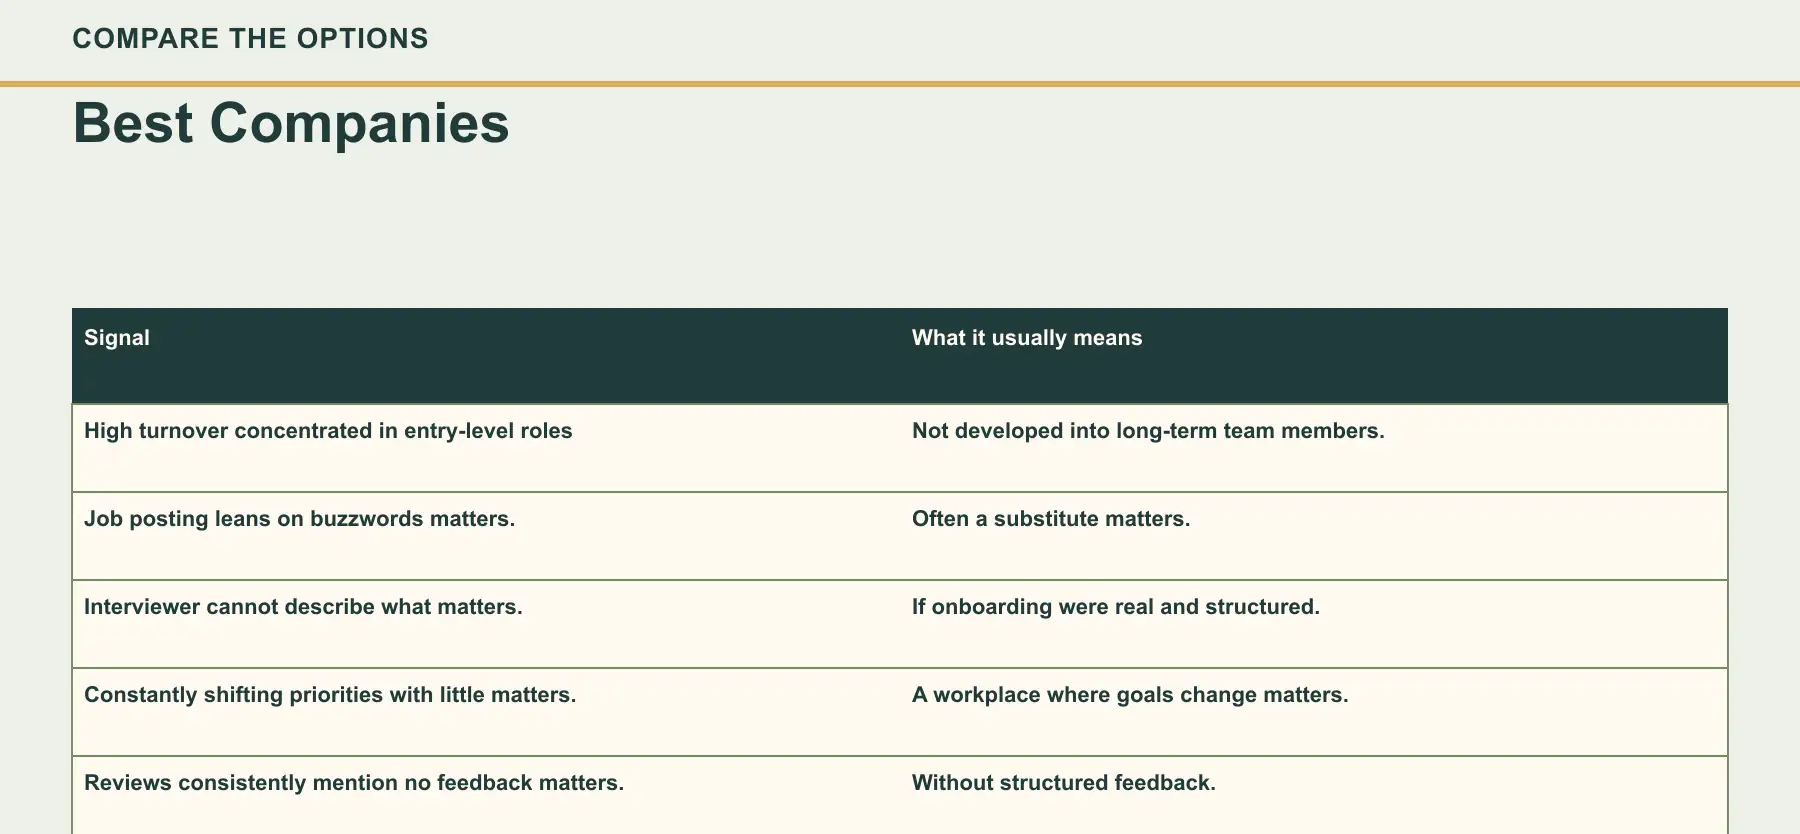 COMPARE THE OPTIONS
Best Companies
Signal
What it usually means
High turnover concentrated in entry-level roles
Not developed into long-term team members.
Job posting leans on buzzwords matters.
Often a substitute matters.
Interviewer cannot describe what matters.
If onboarding were real and structured.
Constantly shifting priorities with little matters.
A workplace where goals change matters.
Reviews consistently mention no feedback matters.
Without structured feedback.